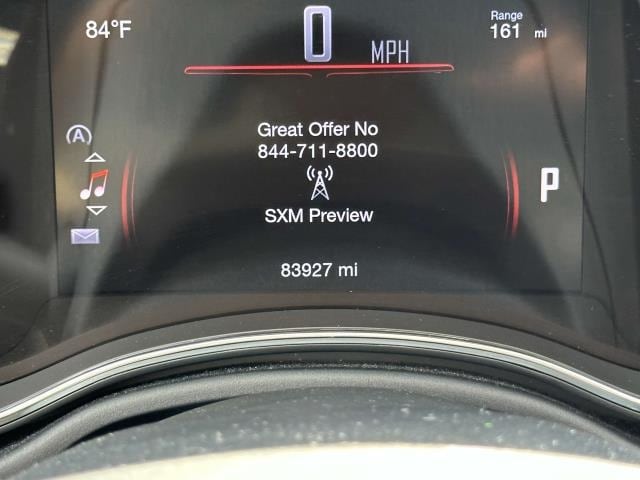 84°F
0 MPH
Range
161 mi
Great Offer No
844-711-8800
A
P
SXM Preview
83927 mi